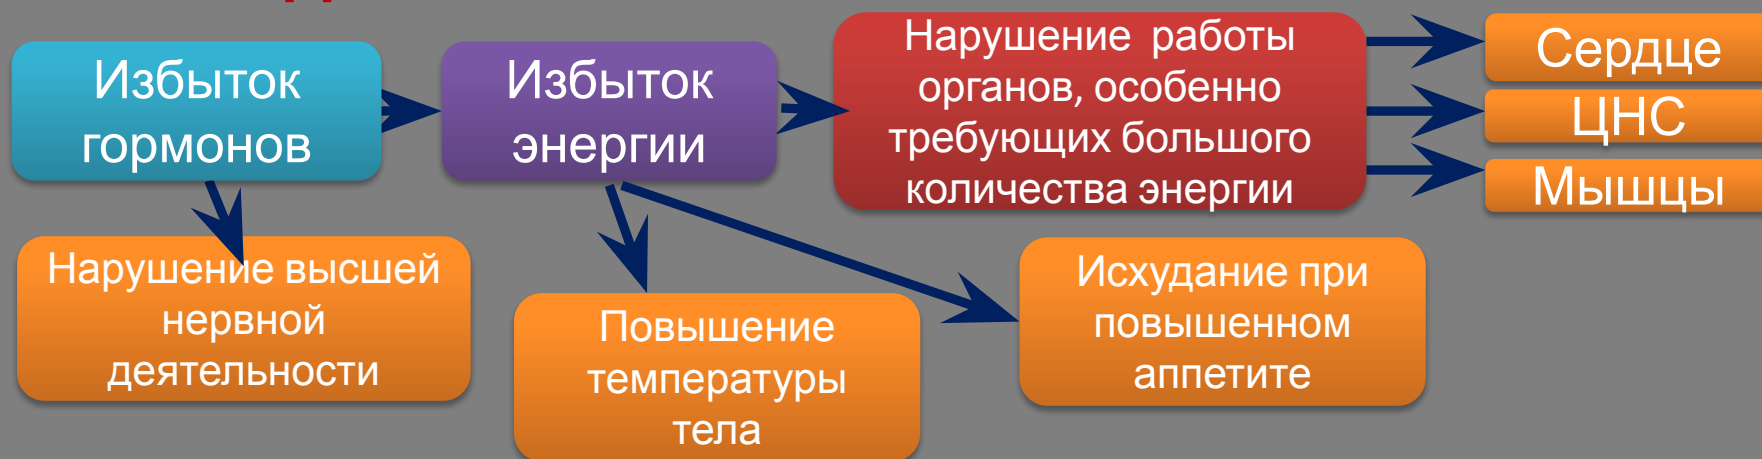 Избыток
гормонов
Избыток
энергии
Нарушение работы
органов, особенно
требующих большого
количества энергии
Сердце
ЦНС
Мышцы
Нарушение высшей
нервной
деятельности
Повышение
температуры
тела
Исхудание при
повышенном
аппетите